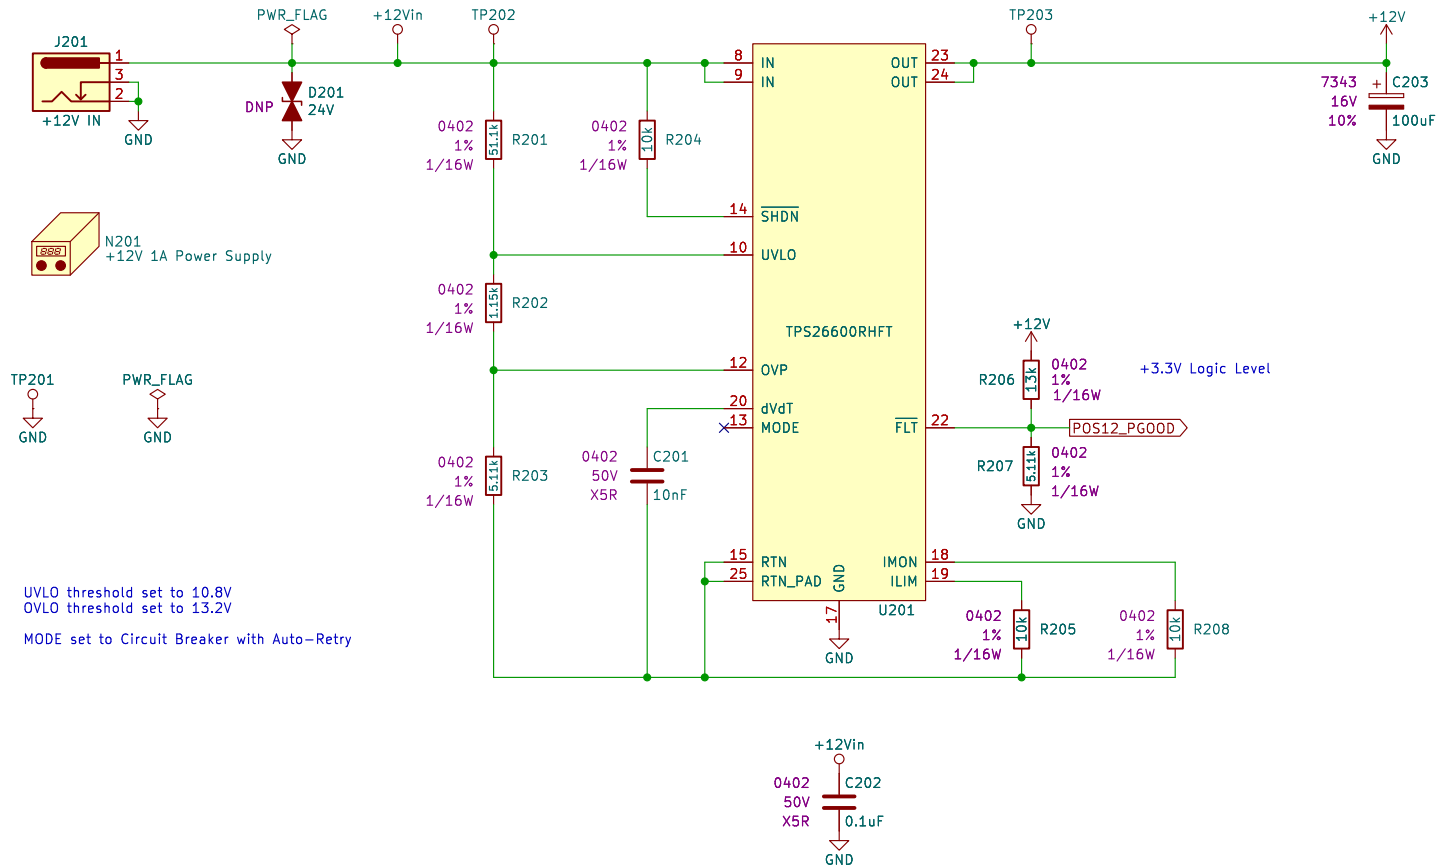 PWR_FLAG
+12Vin
TP202
TP203
+12V
J201
1
3
2
+12V IN
GND
DNP
D201
24V
GND
0402
1%
1/16W
51.1k
R201
0402
1%
1/16W
10k
R204
8
IN
9
IN
OUT
23
OUT
24
7343
16V
10%
+
C203
100uF
GND
14
SHDN
10
UVLO
N201
+12V 1A Power Supply
0402
1%
1/16W
1.15k
R202
TPS26600RHFT
12
OVP
20
dVdT
13
MODE
22
FLT
+12V
R206
13k
0402
1%
1/16W
+3.3V Logic Level
POS12_PGOOD
R207
5.11k
0402
1%
1/16W
GND
TP201
GND
PWR_FLAG
GND
0402
1%
1/16W
5.11k
R203
0402
50V
X5R
C201
10nF
15
RTN
25
RTN_PAD
GND
17
GND
IMON
18
ILIM
19
U201
0402
1%
1/16W
10k
R205
0402
1%
1/16W
10k
R208
UVLO threshold set to 10.8V
OVLO threshold set to 13.2V
MODE set to Circuit Breaker with Auto-Retry
+12Vin
0402
50V
X5R
C202
0.1uF
GND